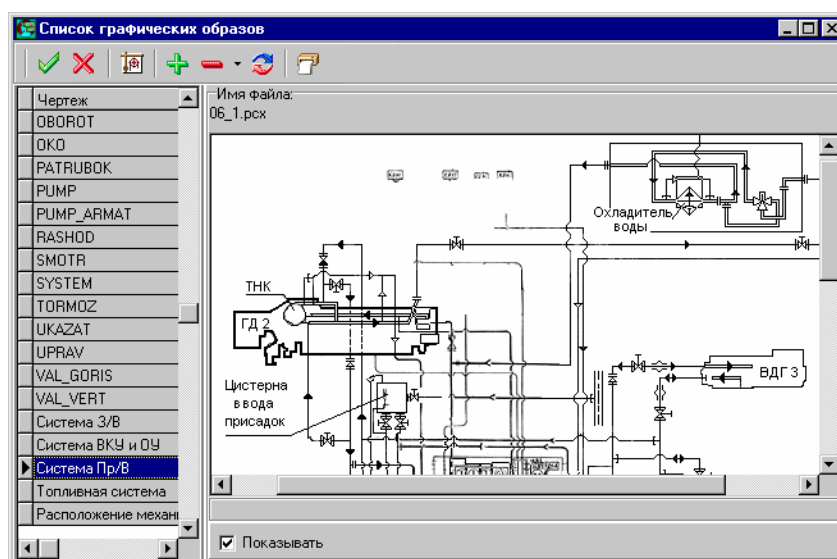 Список графических образов
Чертеж
OBOROT
OKO
PATRUBOK
PUMP
PUMP_ARMAT
RASHOD
SMOTR
SYSTEM
TORMOZ
UKAZAT
UPRAV
VAL_GORIS
VAL_VERT
Система З/В
Система ВКУ и ОУ
Система Пр/В
Топливная система
Расположение механи
Имя файла:
06_1.pcx
Охладитель
воды
ТНК
ГД 2
Цистерна
в вода
присадок
ВДГ 3
Показывать